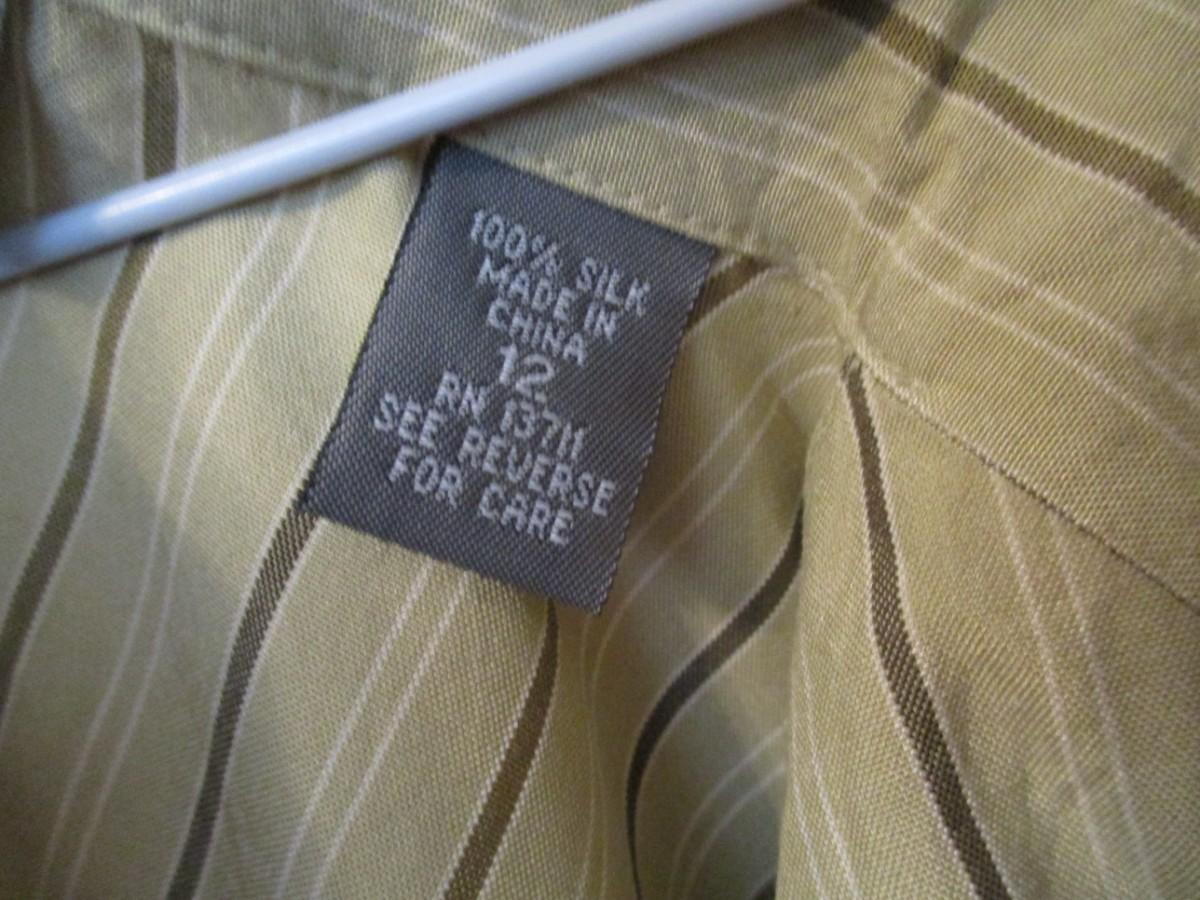 100% SILK
MADE IN
CHINA
12
RN 13711
SEE REVERSE
FOR CARE